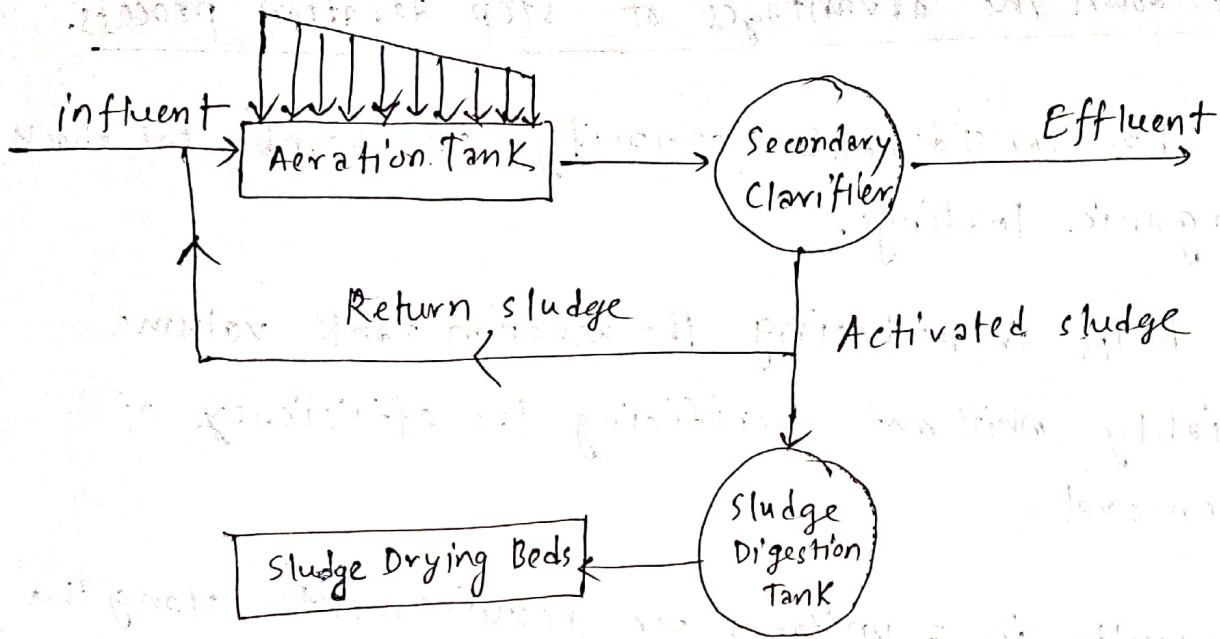 influent
Aeration Tank
Secondary
Clarifier
Effluent
Return sludge
Activated sludge
Sludge
Digestion
Tank
Sludge Drying Beds